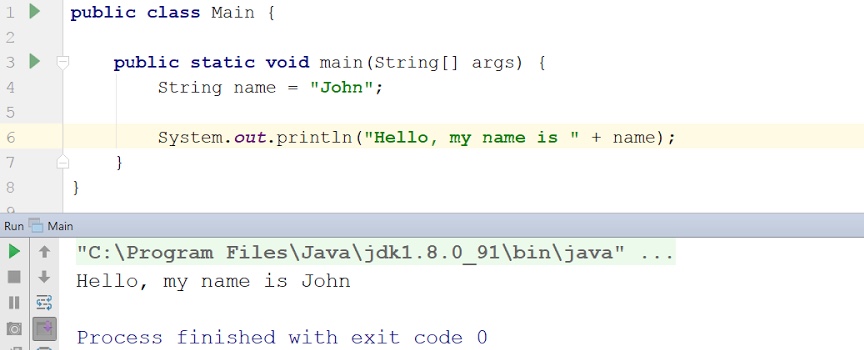 1 public class Main {
2
3 public static void main(String[] args) {
4 String name = "John";
5
6 System.out.println("Hello, my name is " + name);
7 }
8 }
9
Run Main
"C:\Program Files\Java\jdk1.8.0_91\bin\java" ...
Hello, my name is John
Process finished with exit code 0